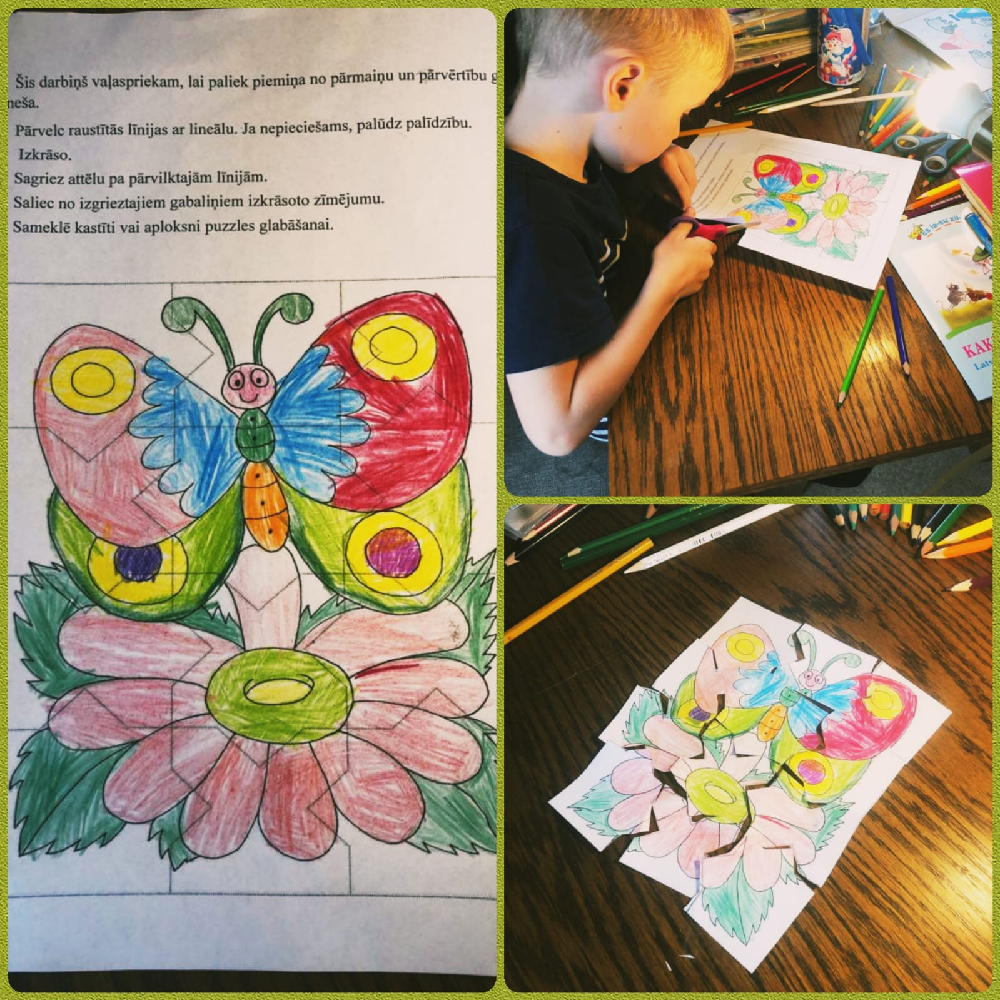 Šis darbiņš vaļaspriekam, lai paliek piemiņa no pārmaiņu un pārvērtību
neša.
Pārvelc raustītās līnijas ar lineālu. Ja nepieciešams, palūdz palīdzību.
Izkrāso.
Sagriez attēlu pa pārvilktajām līnijām.
Saliec no izgrieztajiem gabaliņiem izkrāsoto zīmējumu.
Sameklē kastīti vai aploksni puzzles glabāšanai.
Es la-su zil-
KAĶ
Latv